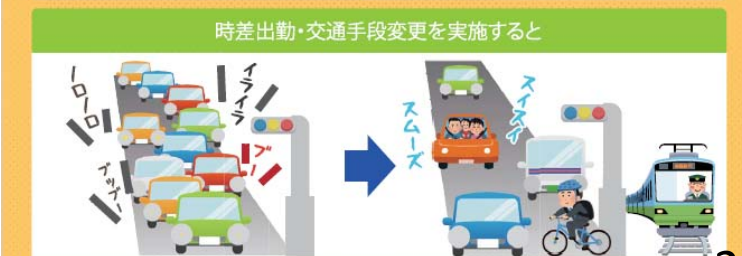 時差出勤・交通手段変更を実施すると
ノロノロ
イライラ
ブー
ブップー
スイスイ
スムーズ